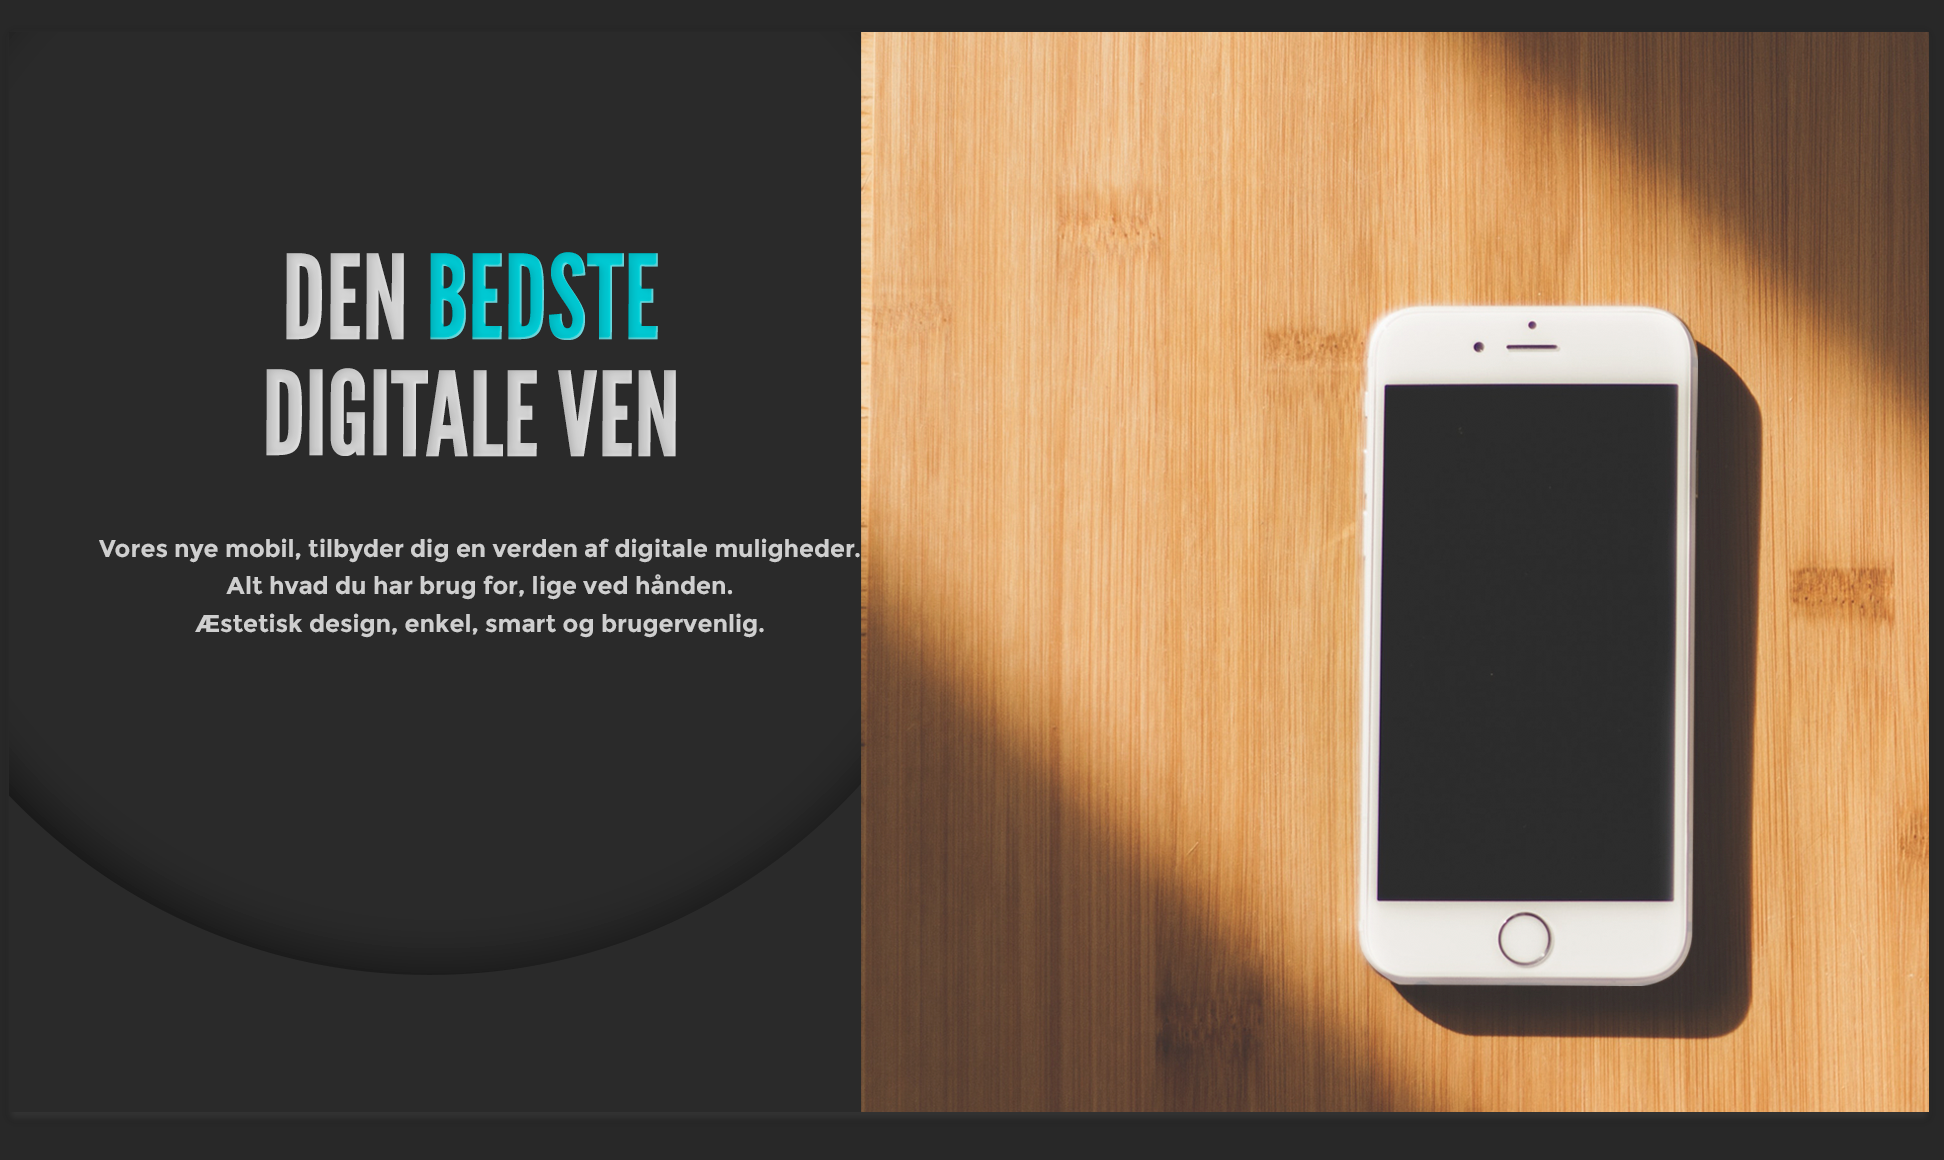 DEN BEDSTE
DIGITALE VEN
Vores nye mobil, tilbyder dig en verden af digitale muligheder.
Alt hvad du har brug for, lige ved hånden.
Æstetisk design, enkel, smart og brugervenlig.